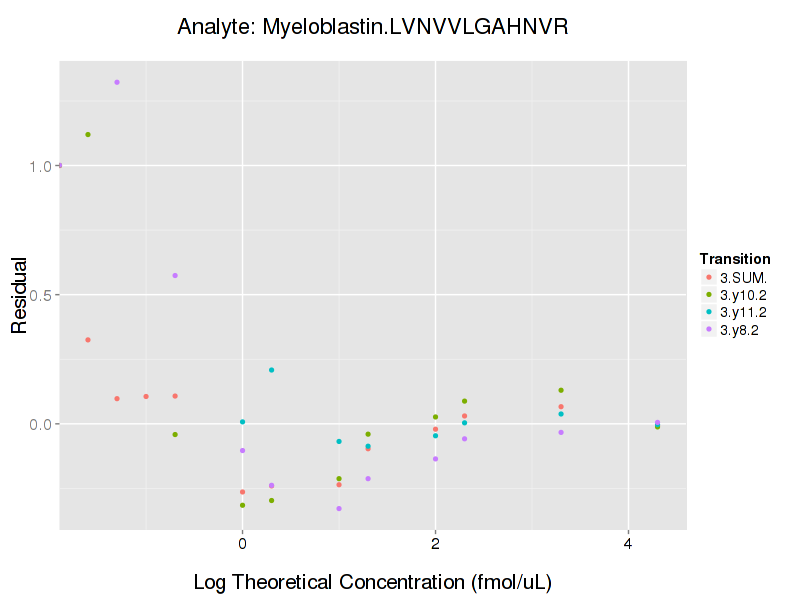 Analyte: Myeloblastin.LVNVVLGAHNVR
Residual
1.0
0.5
0.0
0 2 4
Log Theoretical Concentration (fmol/uL)
Transition
3.SUM.
3.y10.2
3.y11.2
3.y8.2